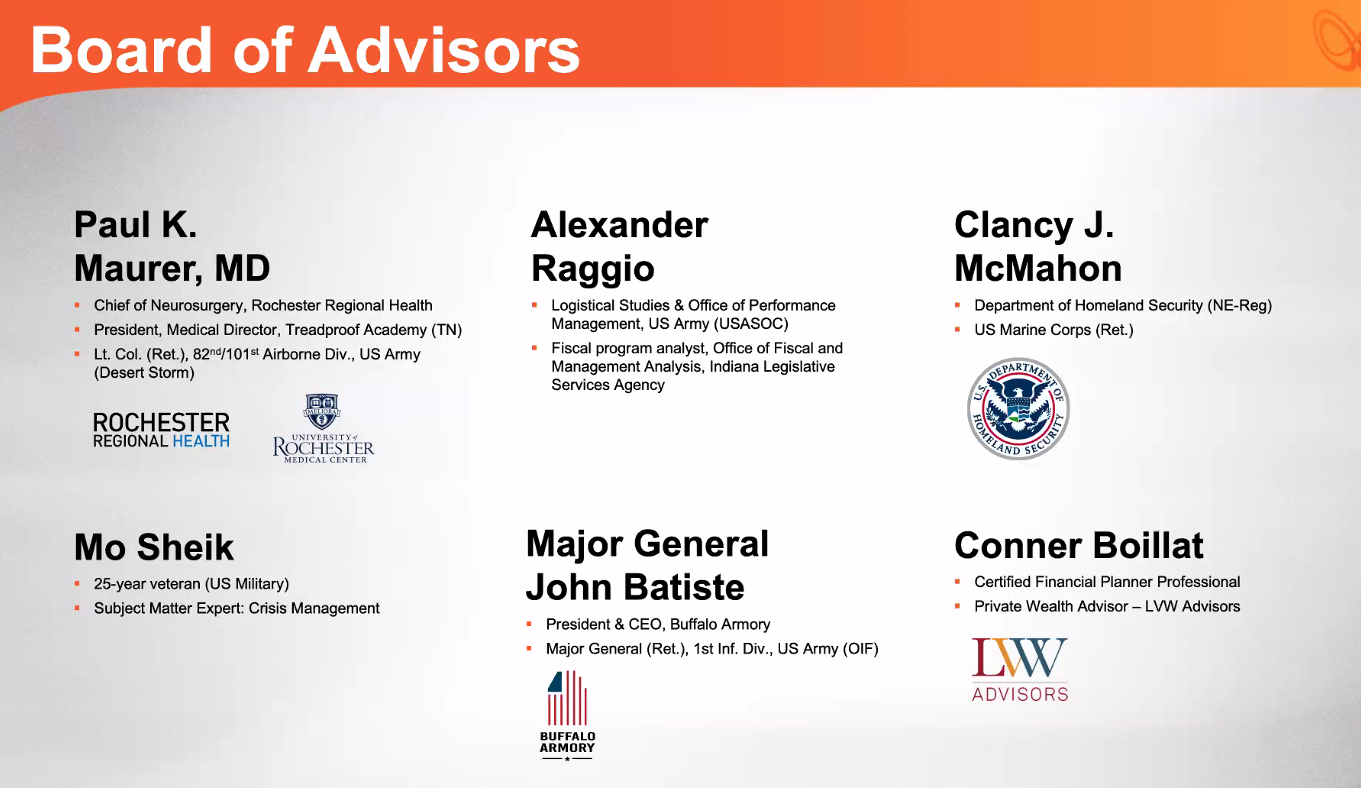 Board of Advisors
Paul K.
Maurer, MD
Chief of Neurosurgery, Rochester Regional Health
President, Medical Director, Treadproof Academy (TN)
Lt. Col. (Ret.), 82nd/101st Airborne Div., US Army
(Desert Storm)
ROCHESTER
REGIONAL HEALTH
MELIORA
UNIVERSITY of
ROCHESTER
MEDICAL CENTER
Alexander
Raggio
Logistical Studies & Office of Performance
Management, US Army (USASOC)
Fiscal program analyst, Office of Fiscal and
Management Analysis, Indiana Legislative
Services Agency
Clancy J.
McMahon
Department of Homeland Security (NE-Reg)
US Marine Corps (Ret.)
U.S. DEPARTMENT OF
HOMELAND SECURITY
Mo Sheik
25-year veteran (US Military)
Subject Matter Expert: Crisis Management
Major General
John Batiste
President & CEO, Buffalo Armory
Major General (Ret.), 1st Inf. Div., US Army (OIF)
BUFFALO
ARMORY
Conner Boillat
Certified Financial Planner Professional
Private Wealth Advisor – LVW Advisors
LVW
ADVISORS